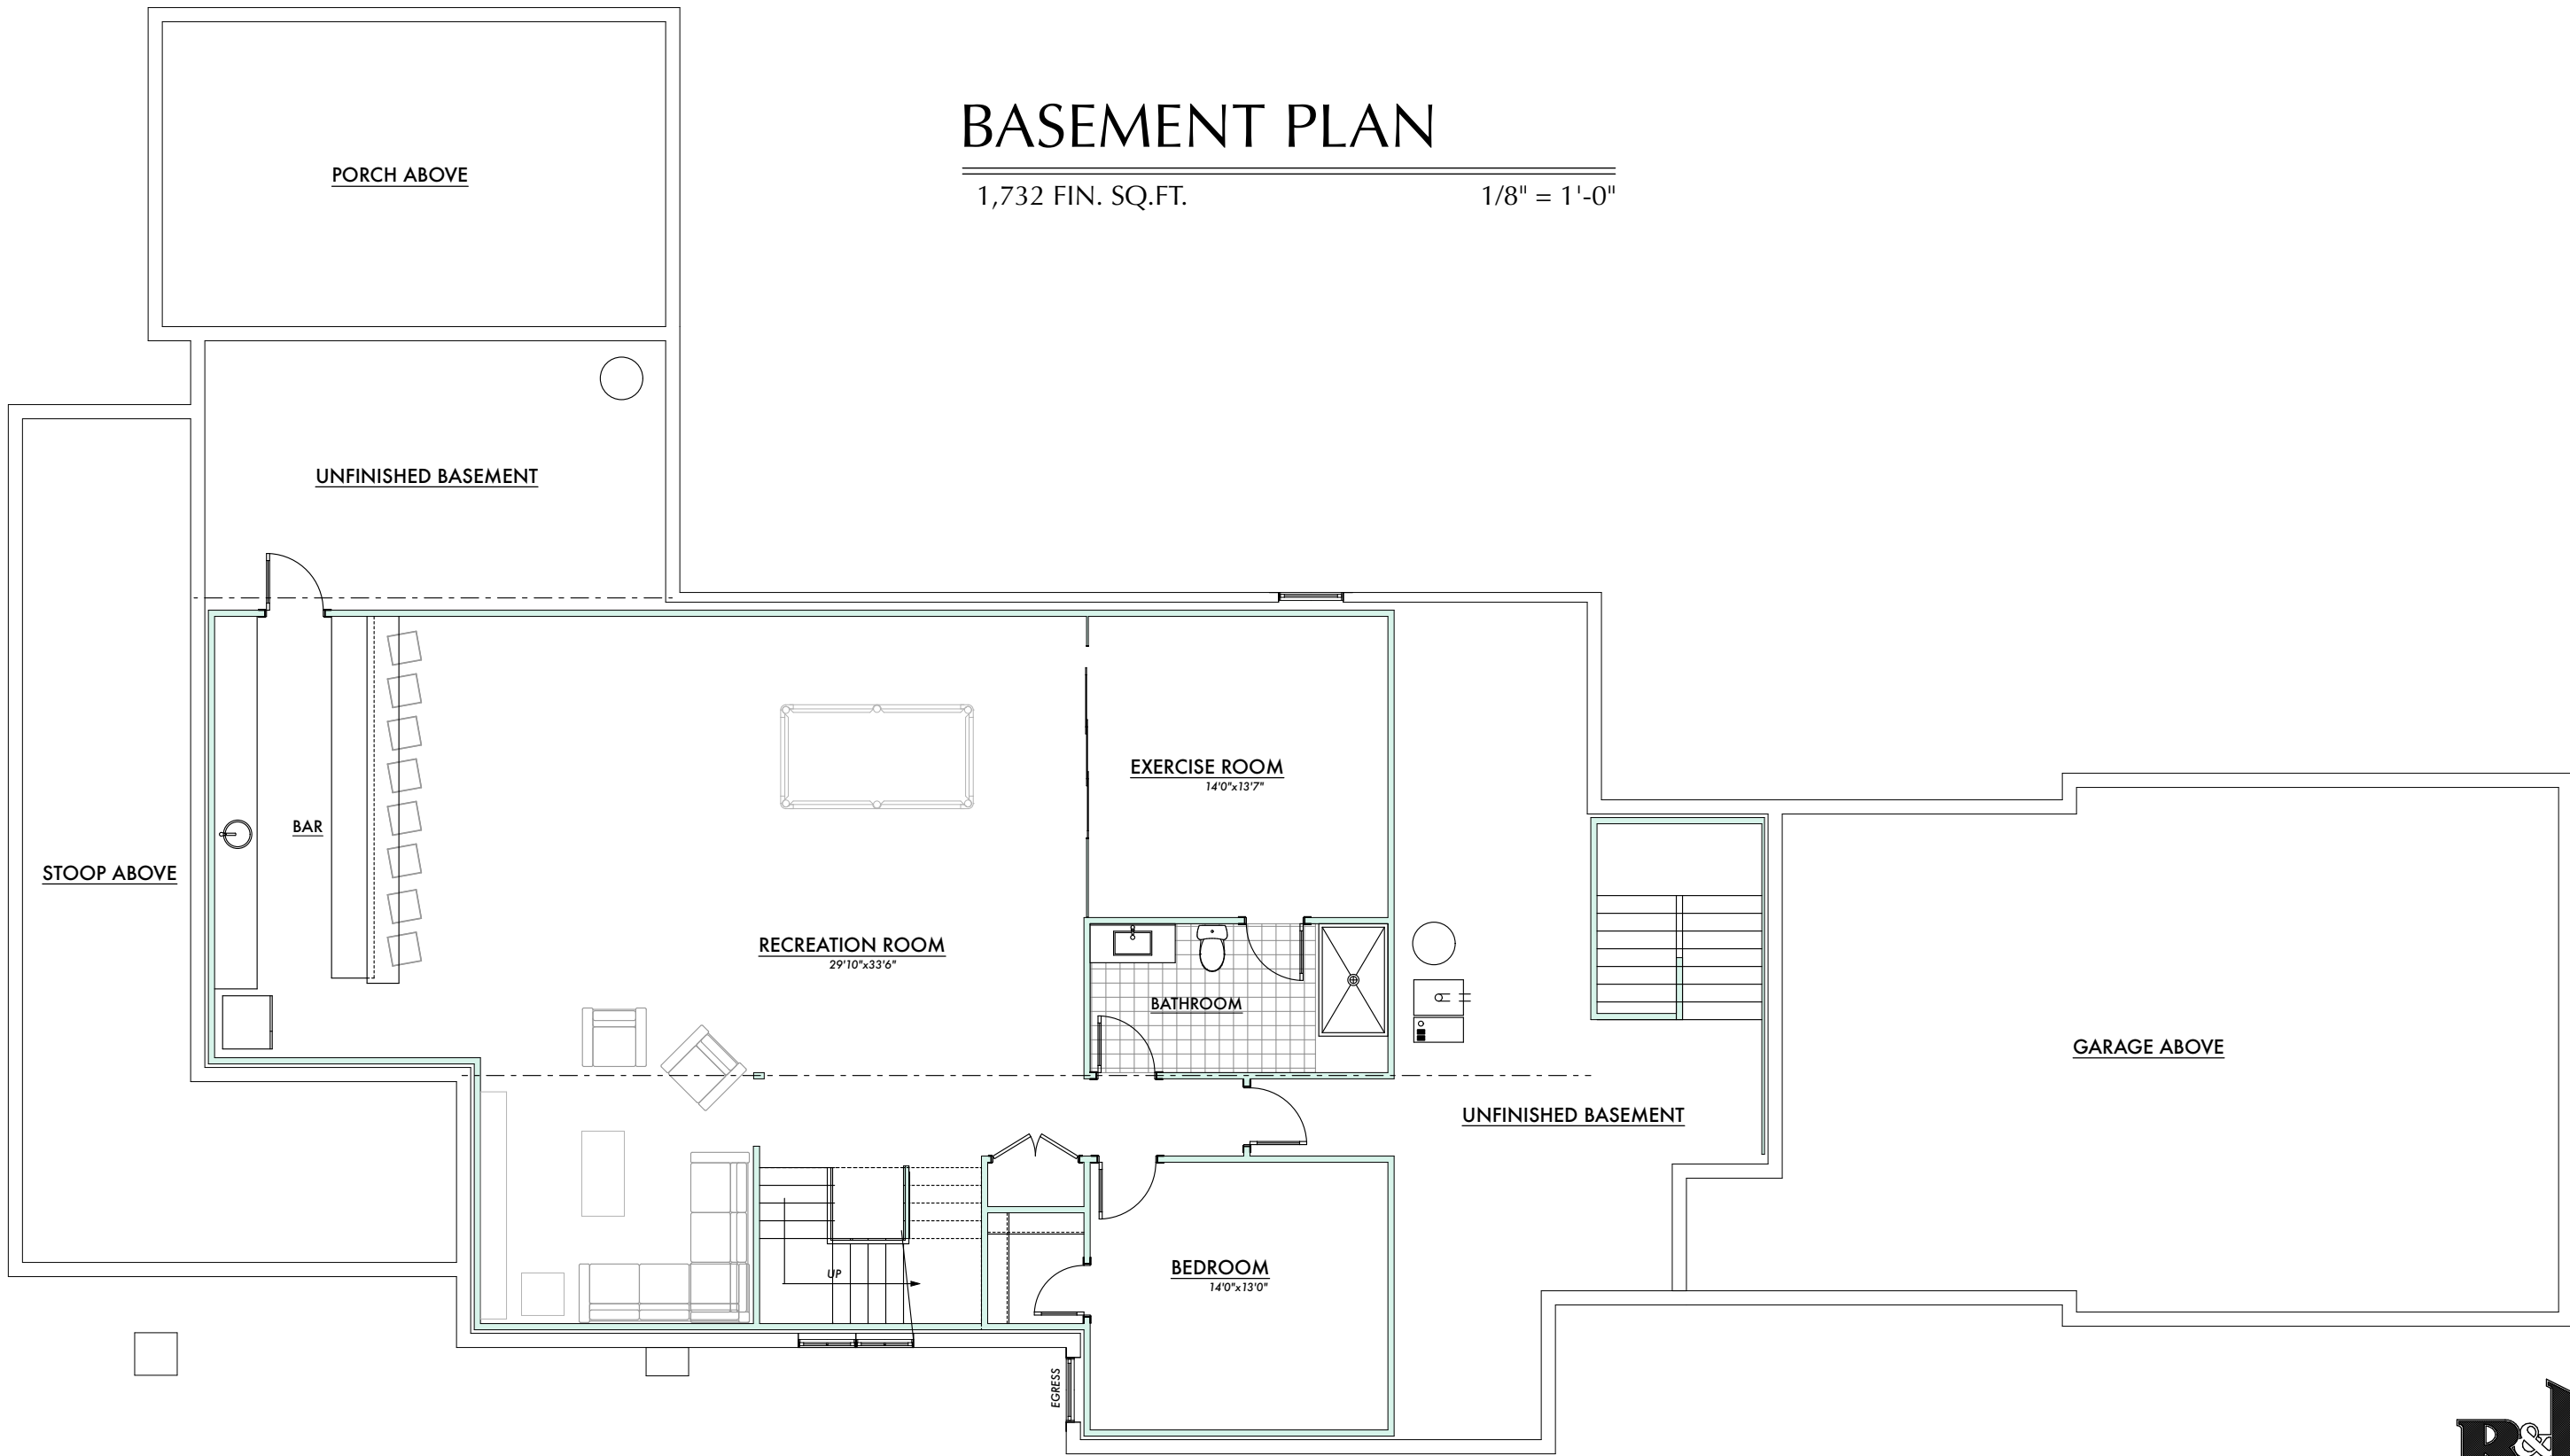 BASEMENT PLAN
1,732 FIN. SQ.FT.
1/8" = 1'-0"
PORCH ABOVE
UNFINISHED BASEMENT
EXERCISE ROOM
14'0"x13'7"
BAR
STOOP ABOVE
RECREATION ROOM
29'10"x33'6"
BATHROOM
GARAGE ABOVE
UNFINISHED BASEMENT
UP
BEDROOM
14'0"x13'0"
EGRESS